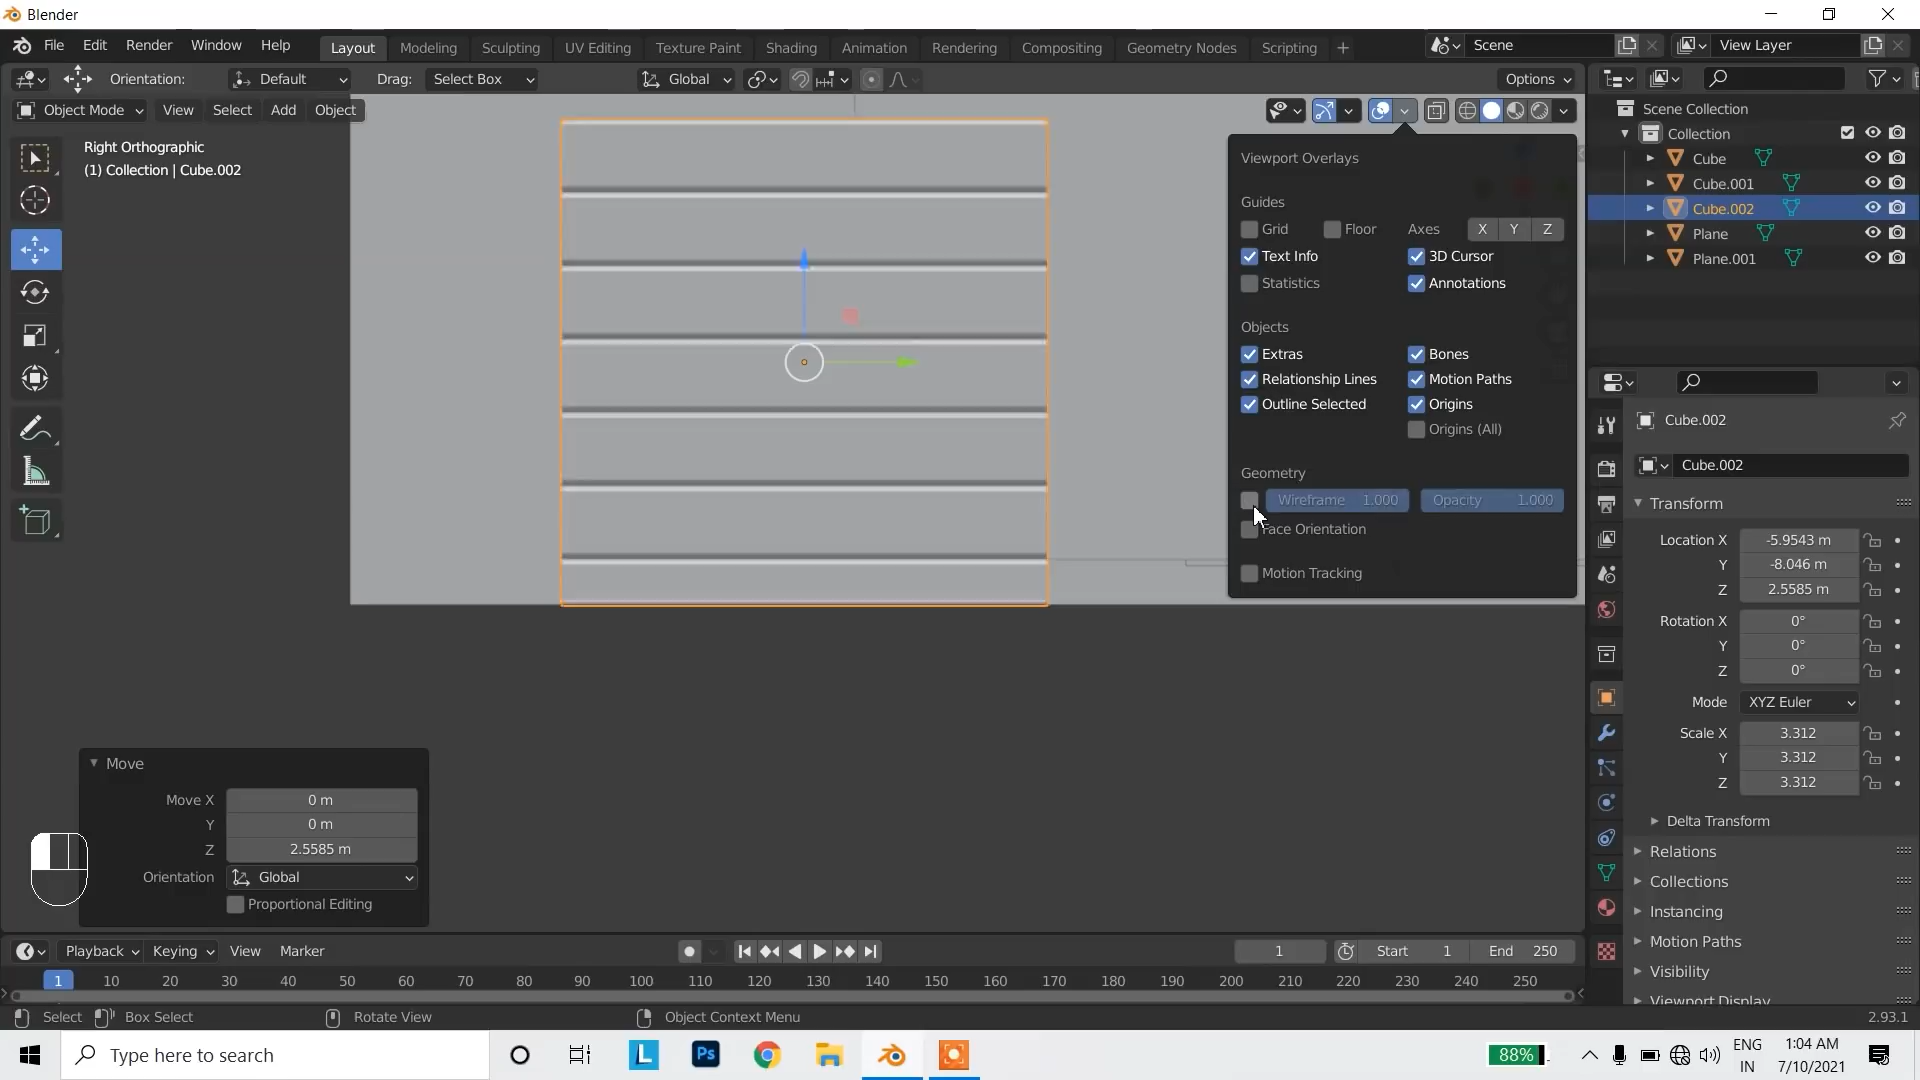 Blender
File Edit Render Window Help Layout Modeling Sculpting UV Editing Texture Paint Shading Animation Rendering Compositing Geometry Nodes Scripting + Scene View Layer
Orientation: Default Drag: Select Box Global Options
Object Mode View Select Add Object
Right Orthographic
(1) Collection | Cube.002
Viewport Overlays
Guides
Grid Floor Axes X Y Z
Text Info 3D Cursor
Statistics Annotations
Objects
Extras Bones
Relationship Lines Motion Paths
Outline Selected Origins
Origins (All)
Geometry
Wireframe 1.000 Opacity 1.000
Face Orientation
Motion Tracking
Scene Collection
Collection
Cube
Cube.001
Cube.002
Plane
Plane.001
Cube.002
Cube.002
Transform
Location X -5.9543 m
Y -8.046 m
Z 2.5585 m
Rotation X 0°
Y 0°
Z 0°
Mode XYZ Euler
Scale X 3.312
Y 3.312
Z 3.312
Delta Transform
Relations
Collections
Instancing
Motion Paths
Visibility
Viewport Display
Move
Move X 0 m
Y 0 m
Z 2.5585 m
Orientation Global
Proportional Editing
Playback Keying View Marker 1 Start 1 End 250
1 10 20 30 40 50 60 70 80 90 100 110 120 130 140 150 160 170 180 190 200 210 220 230 240 250
Select Box Select Rotate View Object Context Menu 2.93.1
Type here to search L Ps 88% ENG IN 1:04 AM 7/10/2021